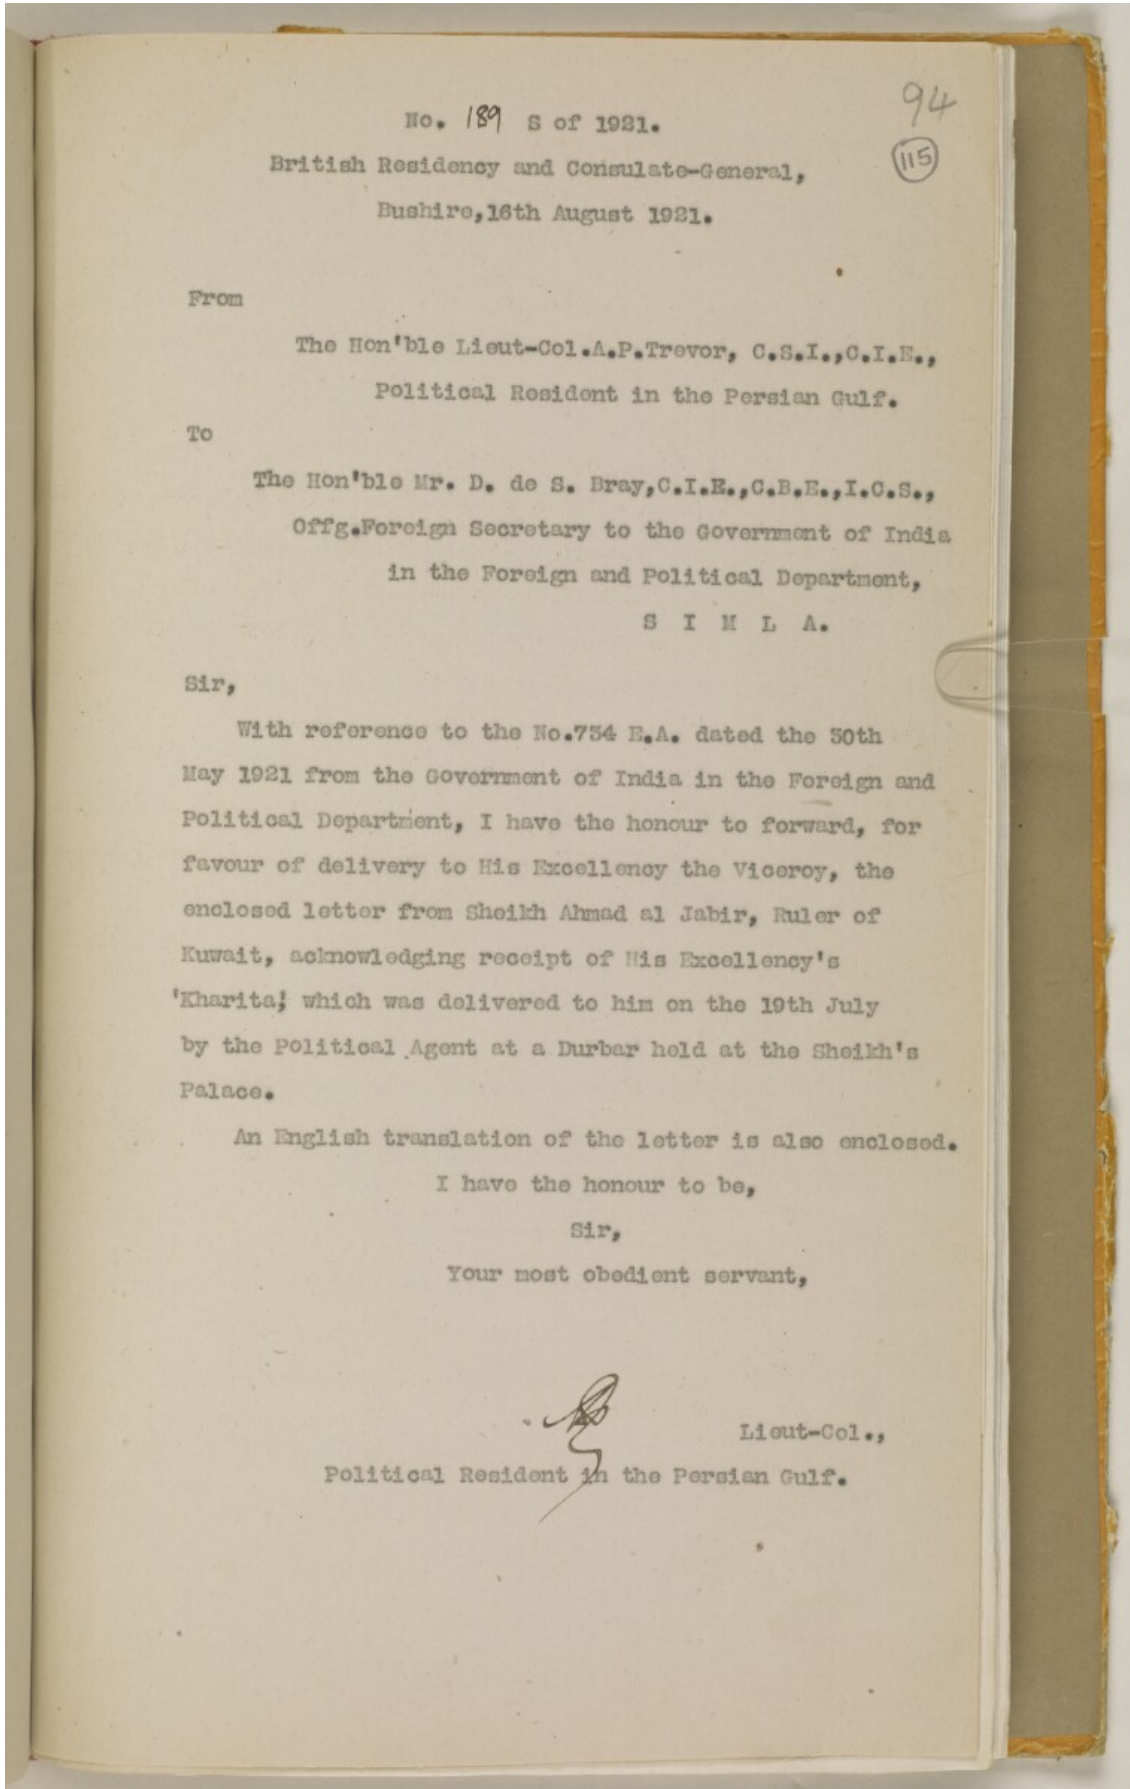 94
No. 189 S of 1921.
115
British Residency and Consulate-General,
Bushire,16th August 1921.
From
The Hon'ble Lieut-Col.A.P.Trevor, C.S.I.,C.I.E.,
Political Resident in the Persian Gulf.
To
The Hon'ble Mr. D. de S. Bray,C.I.E.,C.B.E.,I.C.S.,
Offg.Foreign Secretary to the Government of India
in the Foreign and Political Department,
S I M L A.
Sir,
With reference to the No.734 E.A. dated the 30th
May 1921 from the Government of India in the Foreign and
Political Department, I have the honour to forward, for
favour of delivery to His Excellency the Viceroy, the
enclosed letter from Sheikh Ahmad al Jabir, Ruler of
Kuwait, acknowledging receipt of His Excellency's
'Kharita,' which was delivered to him on the 19th July
by the Political Agent at a Durbar held at the Sheikh's
Palace.
An English translation of the letter is also enclosed.
I have the honour to be,
Sir,
Your most obedient servant,
Lieut-Col.,
Political Resident in the Persian Gulf.